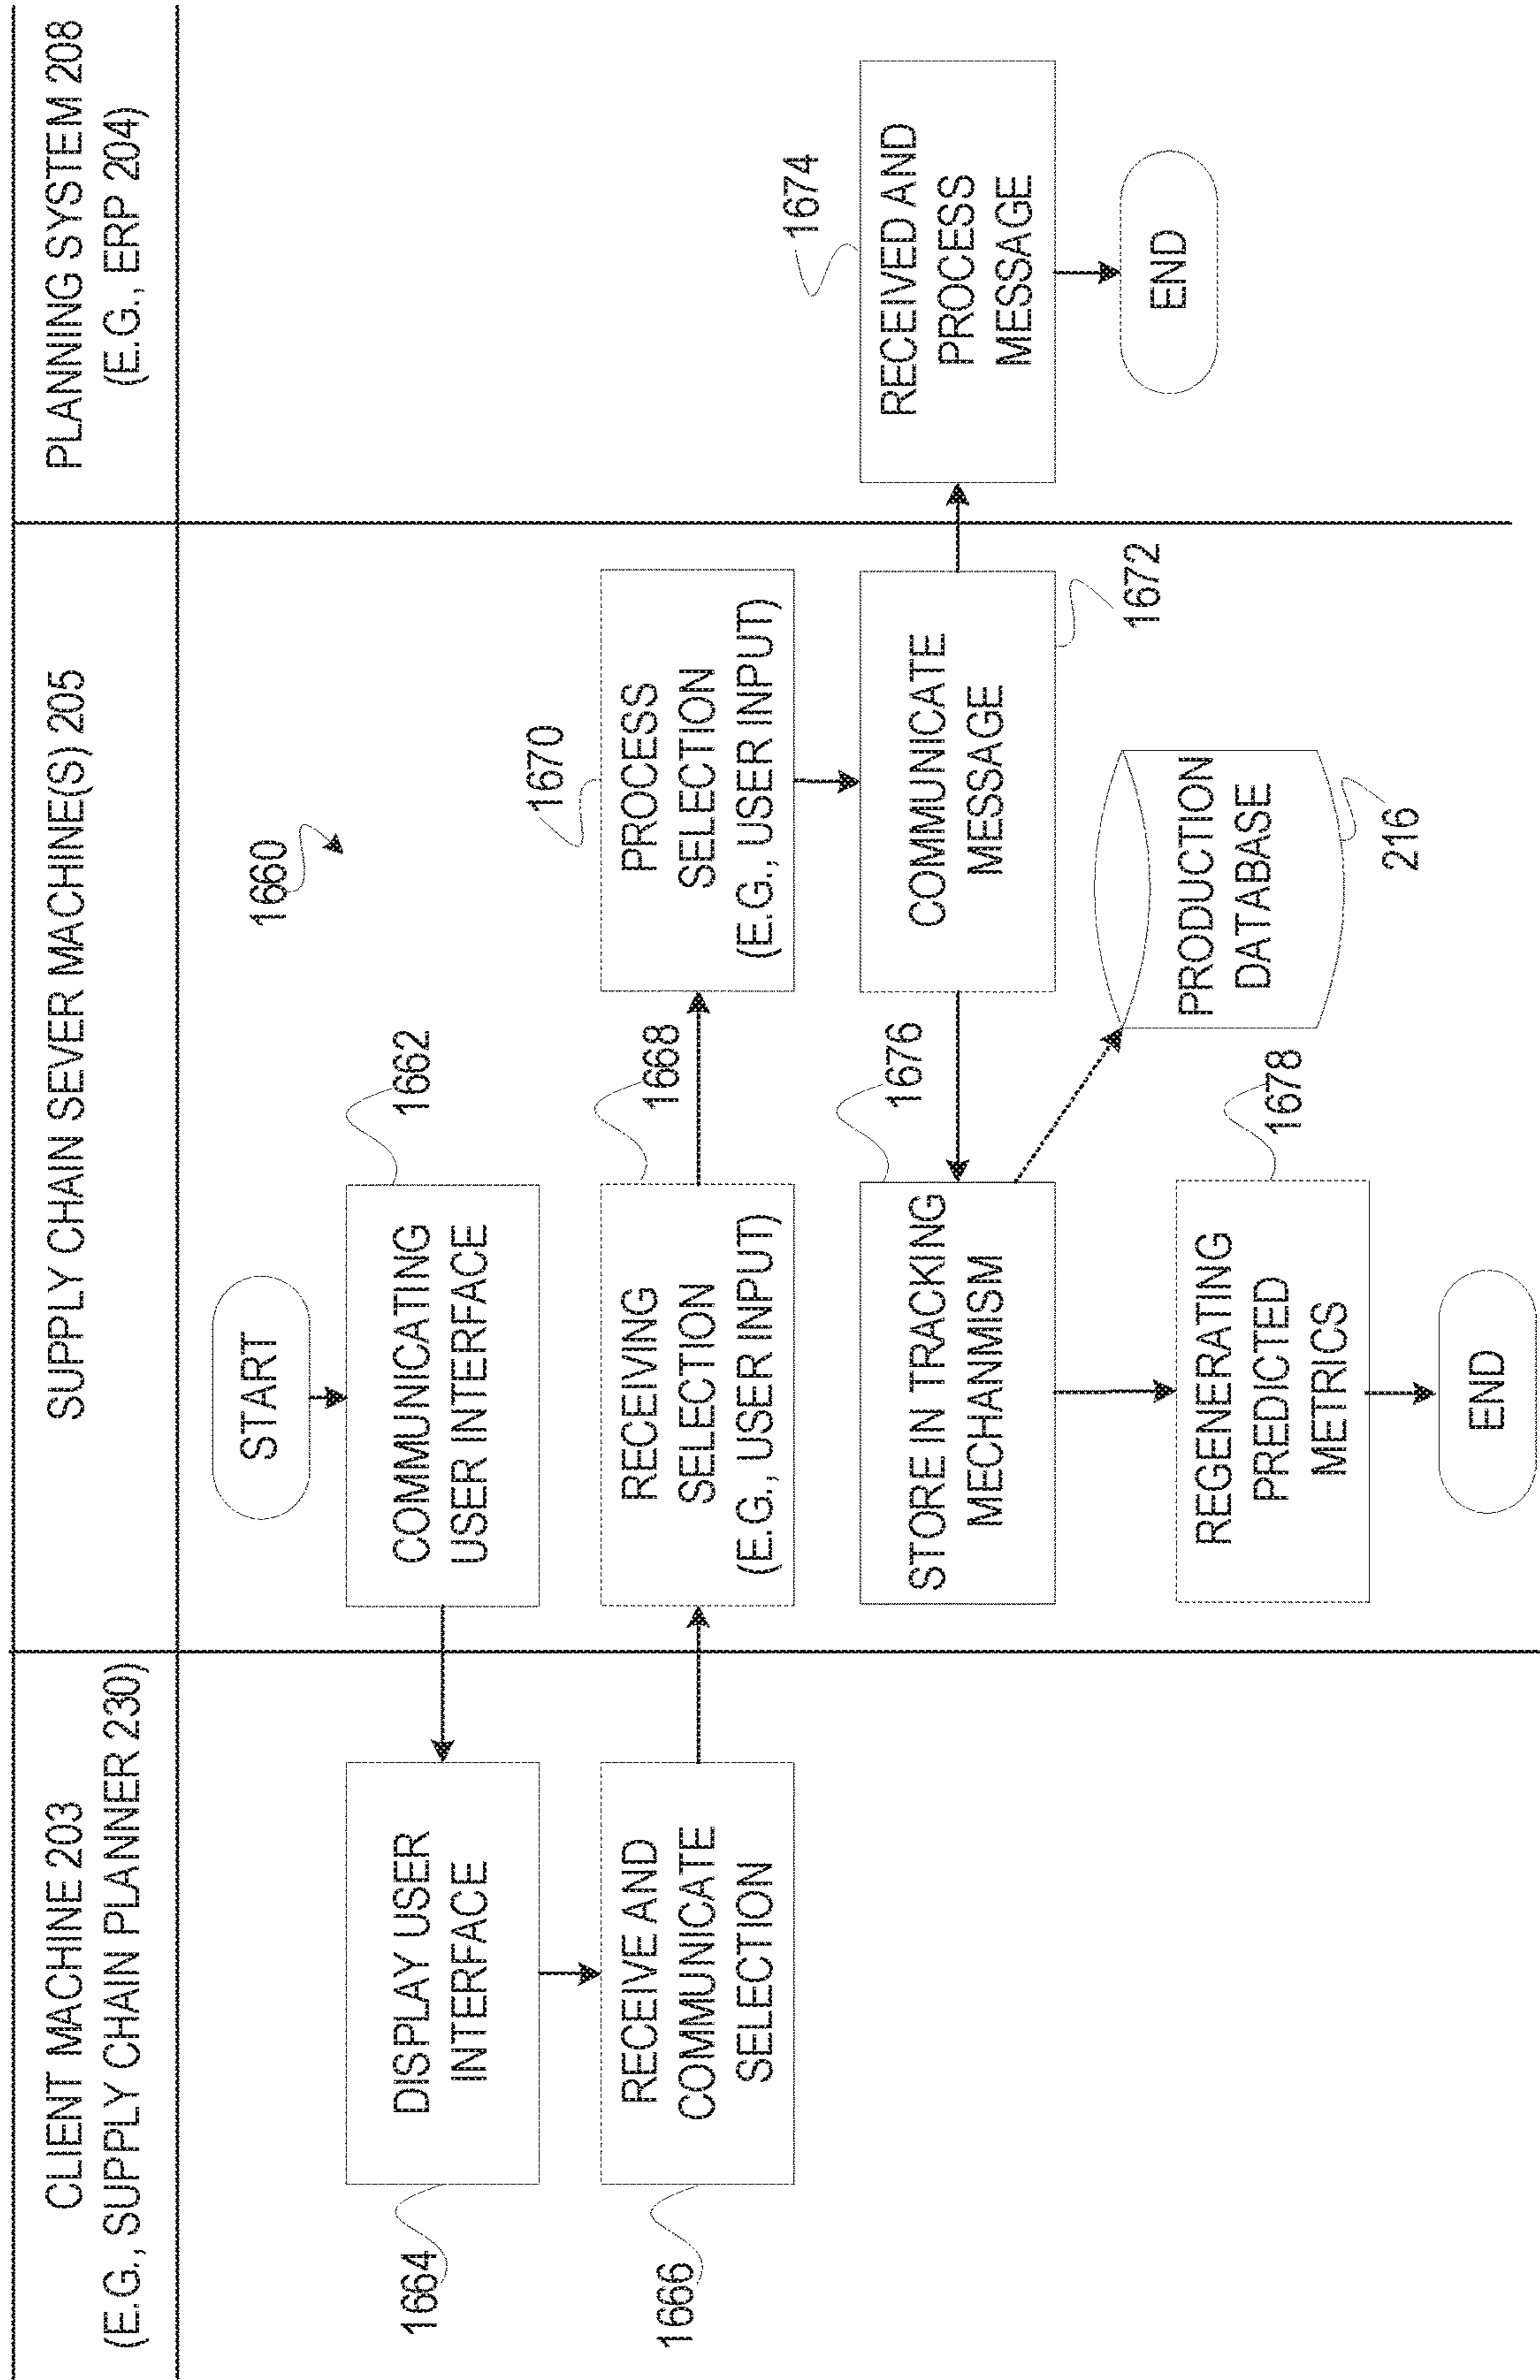 CLIENT MACHINE 203
(E.G., SUPPLY CHAIN PLANNER 230)
SUPPLY CHAIN SEVER MACHINE(S) 205
PLANNING SYSTEM 208
(E.G., ERP 204)
START
1660
1662
COMMUNICATING
USER INTERFACE
1664
DISPLAY USER
INTERFACE
1666
RECEIVE AND
COMMUNICATE
SELECTION
1668
RECEIVING
SELECTION
(E.G., USER INPUT)
1670
PROCESS
SELECTION
(E.G., USER INPUT)
COMMUNICATE
MESSAGE
1672
1674
RECEIVED AND
PROCESS
MESSAGE
END
1676
STORE IN TRACKING
MECHANMISM
PRODUCTION
DATABASE
216
1678
REGENERATING
PREDICTED
METRICS
END